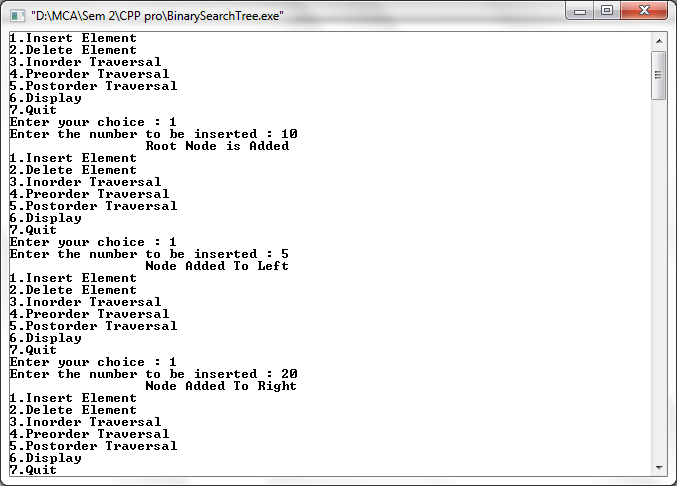 "D:\MCA\Sem 2\CPP pro\BinarySearchTree.exe"
1.Insert Element
2.Delete Element
3.Inorder Traversal
4.Preorder Traversal
5.Postorder Traversal
6.Display
7.Quit
Enter your choice : 1
Enter the number to be inserted : 10
Root Node is Added
1.Insert Element
2.Delete Element
3.Inorder Traversal
4.Preorder Traversal
5.Postorder Traversal
6.Display
7.Quit
Enter your choice : 1
Enter the number to be inserted : 5
Node Added To Left
1.Insert Element
2.Delete Element
3.Inorder Traversal
4.Preorder Traversal
5.Postorder Traversal
6.Display
7.Quit
Enter your choice : 1
Enter the number to be inserted : 20
Node Added To Right
1.Insert Element
2.Delete Element
3.Inorder Traversal
4.Preorder Traversal
5.Postorder Traversal
6.Display
7.Quit